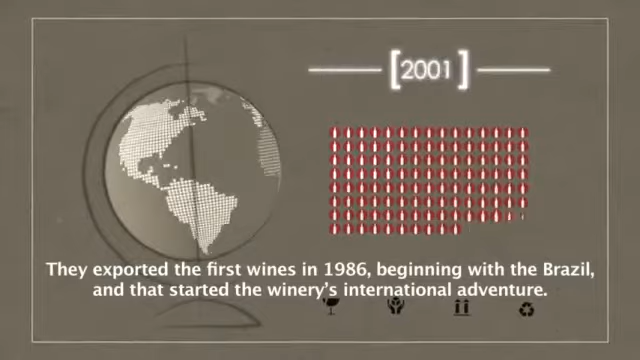 [2001]
They exported the first wines in 1986, beginning with the Brazil,
and that started the winery's international adventure.